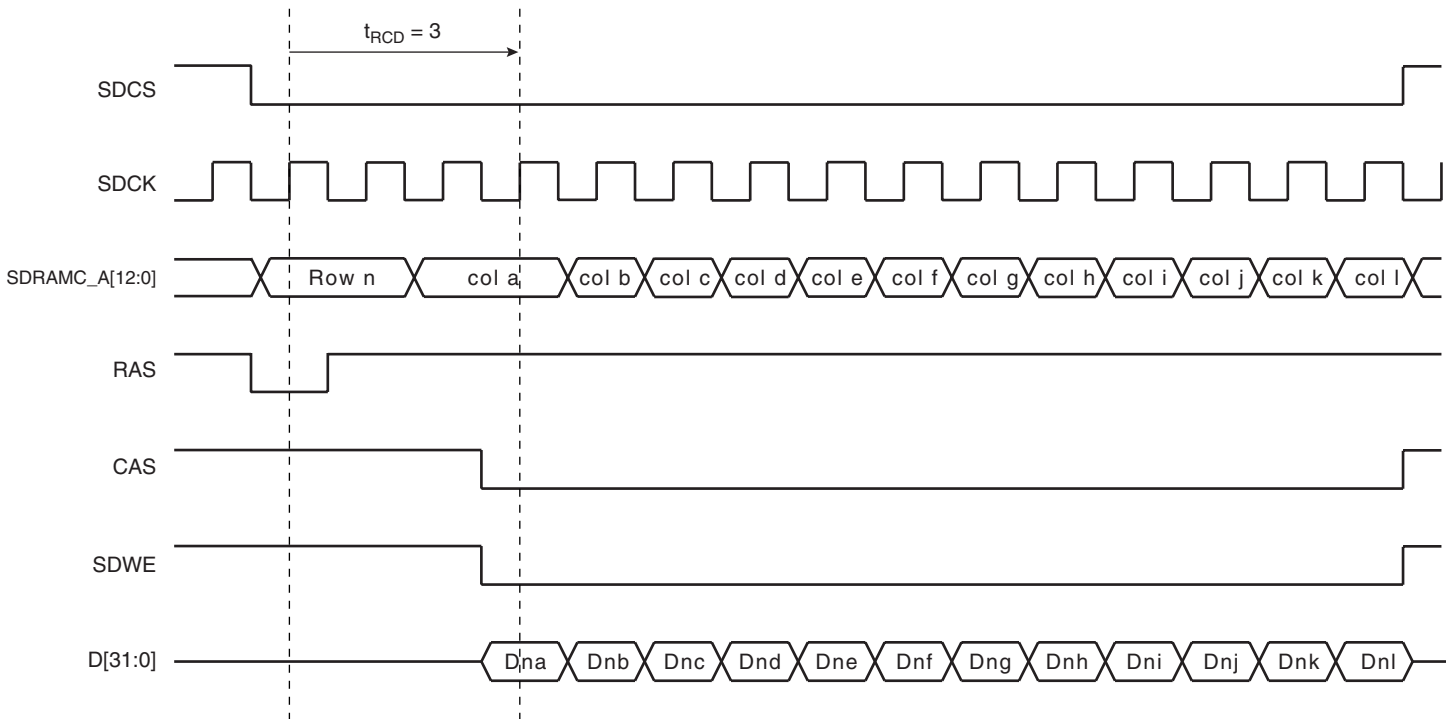 tRCD = 3
SDCS
SDCK
SDRAMC_A[12:0] Row n col a col b col c col d col e col f col g col h col i col j col k col l
RAS
CAS
SDWE
D[31:0] Dna Dnb Dnc Dnd Dne Dnf Dng Dnh Dni Dnj Dnk Dnl